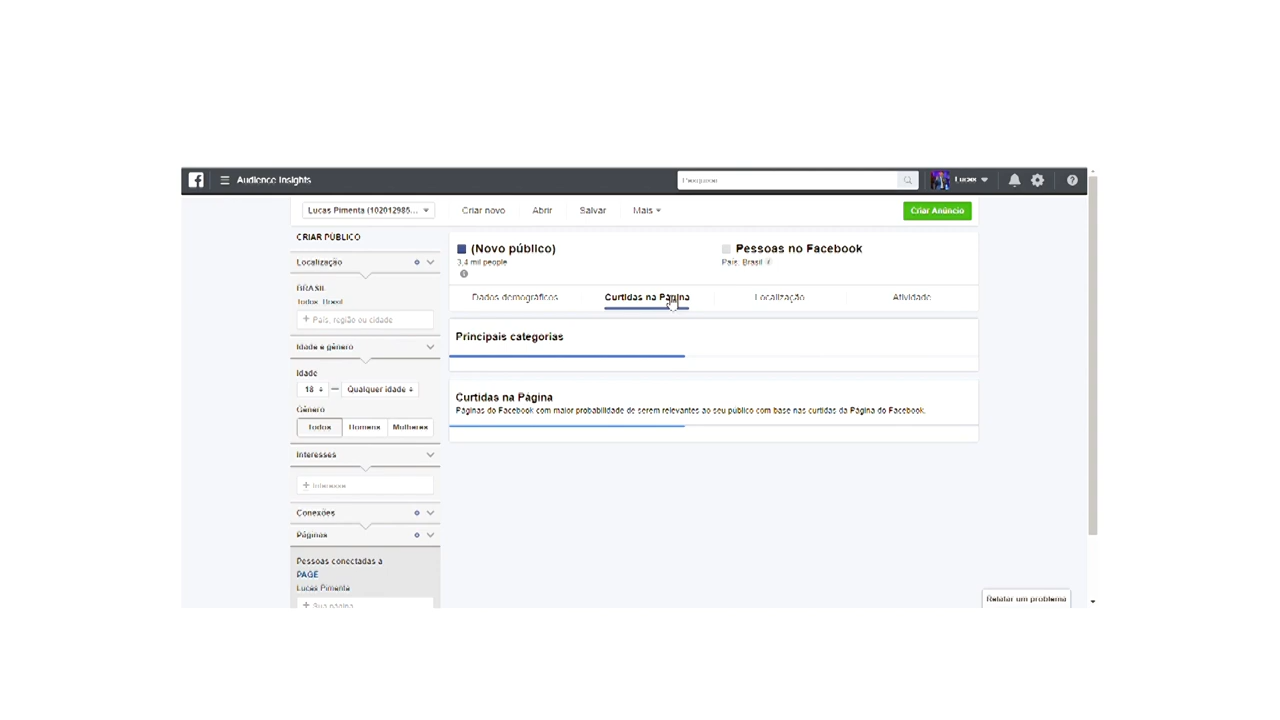 Audience Insights
Pesquisar
Lucas
Lucas Pimenta (102012985...
Criar novo
Abrir
Salvar
Mais
Criar Anúncio
CRIAR PÚBLICO
Localização
BRASIL
Todos: Brasil
+ País, região ou cidade
Idade e gênero
Idade
18 — Qualquer idade
Gênero
Todos Homens Mulheres
Interesses
+ Interesse
Conexões
Páginas
Pessoas conectadas a
PAGE
Lucas Pimenta
+ Sua página
(Novo público)
3,4 mil people
Pessoas no Facebook
País: Brasil
Dados demográficos
Curtidas na Página
Localização
Atividade
Principais categorias
Curtidas na Página
Páginas do Facebook com maior probabilidade de serem relevantes ao seu público com base nas curtidas da Página do Facebook.
Relatar um problema